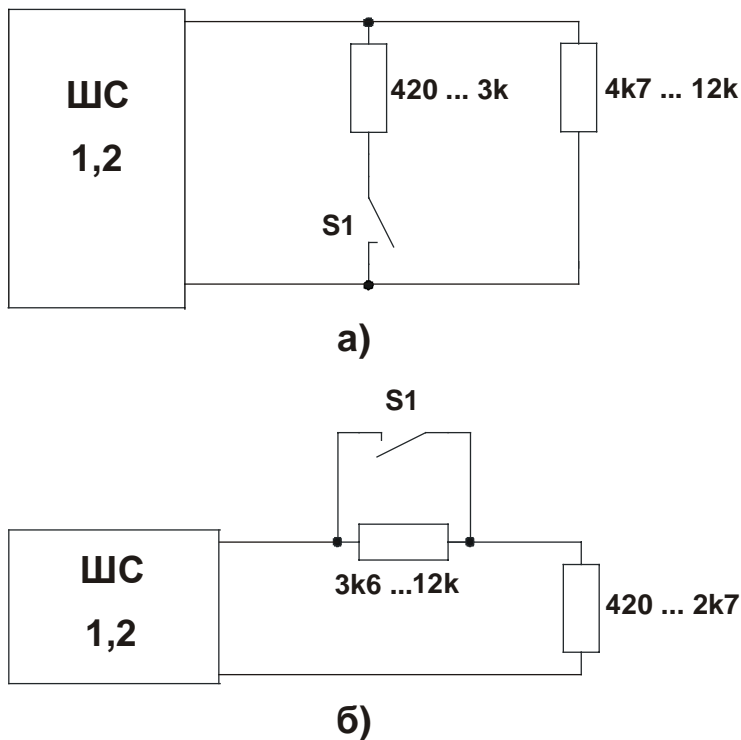 ШС
1,2
420 ... 3k
4k7 ... 12k
S1
а)
S1
ШС
1,2
3k6 ...12k
420 ... 2k7
б)